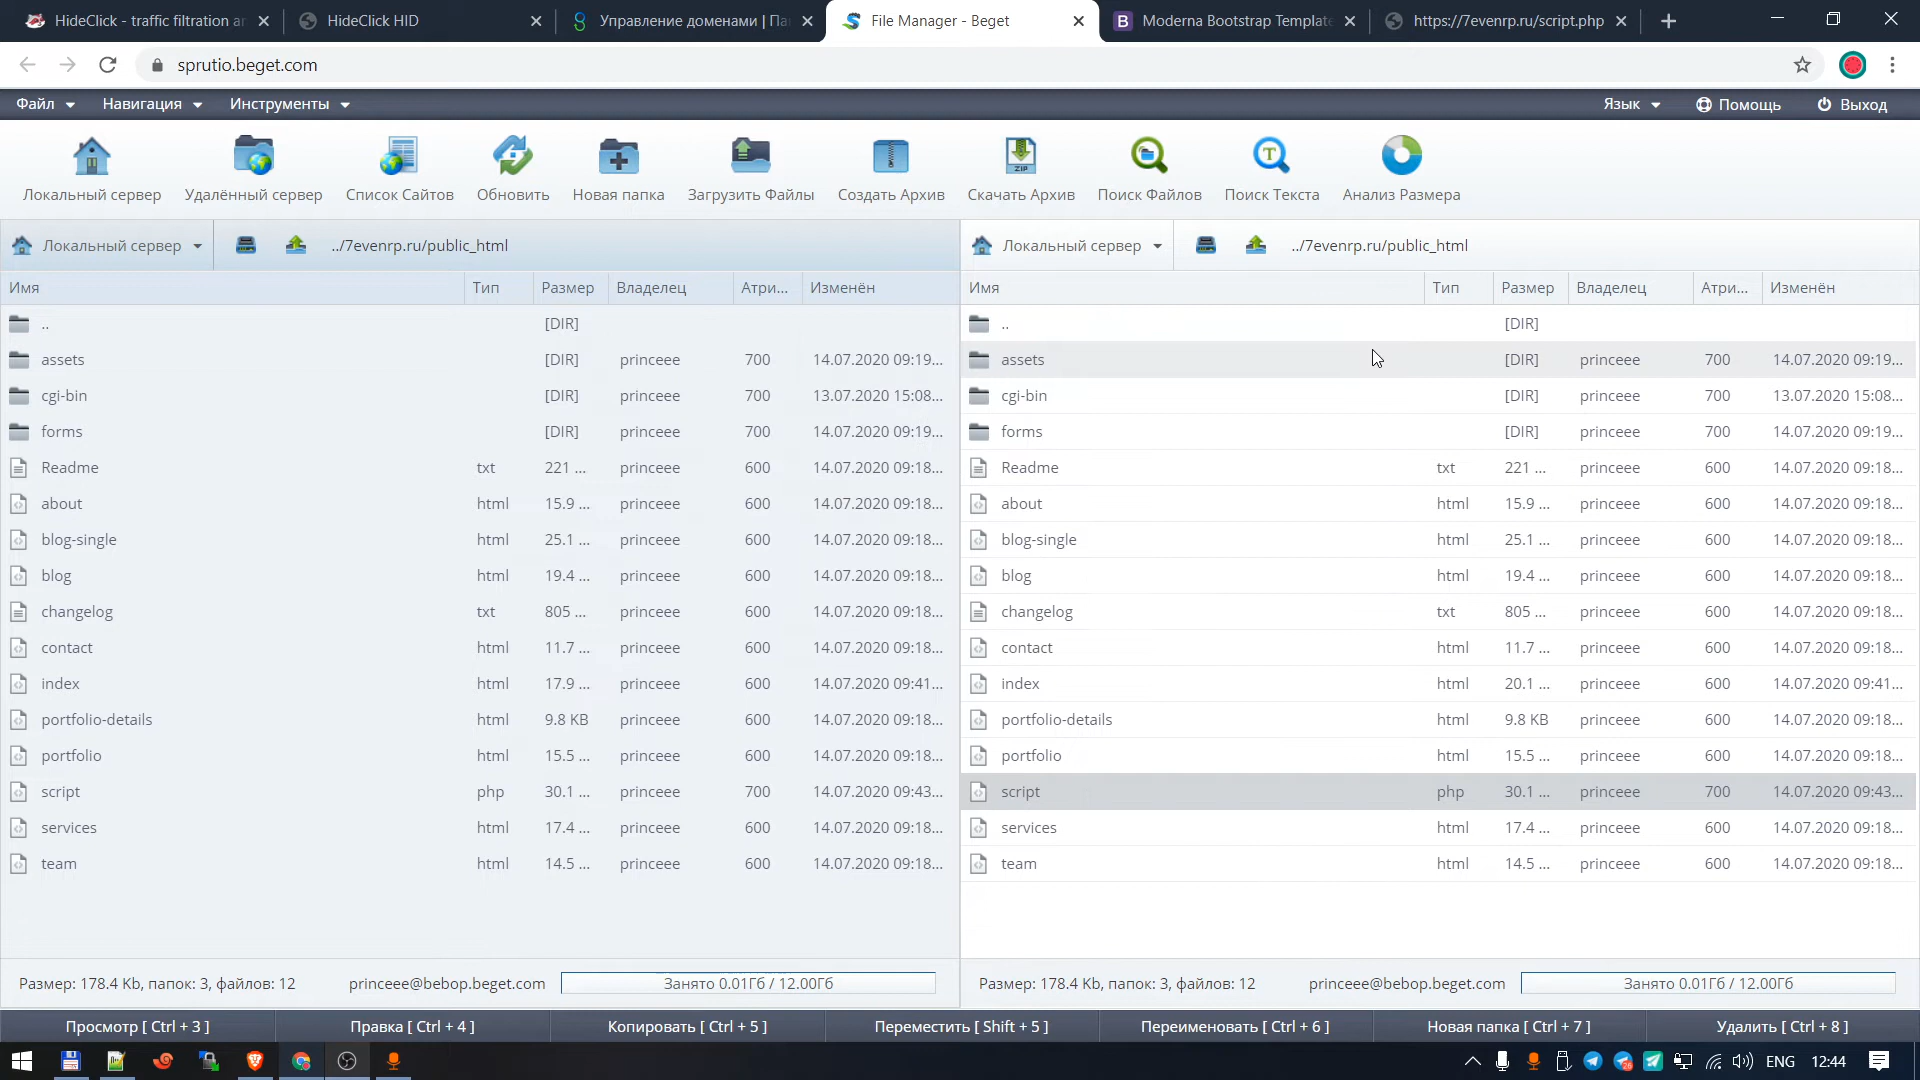 HideClick - traffic filtration ar
HideClick HID
Управление доменами | Па
File Manager - Beget
Moderna Bootstrap Template
https://7evenrp.ru/script.php
sprutio.beget.com
Файл Навигация Инструменты Язык Помощь Выход
Локальный сервер Удалённый сервер Список Сайтов Обновить Новая папка Загрузить Файлы Создать Архив Скачать Архив Поиск Файлов Поиск Текста Анализ Размера
Локальный сервер ../7evenrp.ru/public_html
Имя Тип Размер Владелец Атри... Изменён
.. [DIR]
assets [DIR] princeee 700 14.07.2020 09:19...
cgi-bin [DIR] princeee 700 13.07.2020 15:08...
forms [DIR] princeee 700 14.07.2020 09:19...
Readme txt 221 ... princeee 600 14.07.2020 09:18...
about html 15.9 ... princeee 600 14.07.2020 09:18...
blog-single html 25.1 ... princeee 600 14.07.2020 09:18...
blog html 19.4 ... princeee 600 14.07.2020 09:18...
changelog txt 805 ... princeee 600 14.07.2020 09:18...
contact html 11.7 ... princeee 600 14.07.2020 09:18...
index html 17.9 ... princeee 600 14.07.2020 09:41...
portfolio-details html 9.8 KB princeee 600 14.07.2020 09:18...
portfolio html 15.5 ... princeee 600 14.07.2020 09:18...
script php 30.1 ... princeee 700 14.07.2020 09:43...
services html 17.4 ... princeee 600 14.07.2020 09:18...
team html 14.5 ... princeee 600 14.07.2020 09:18...
Размер: 178.4 Kb, папок: 3, файлов: 12 princeee@bebop.beget.com Занято 0.01Гб / 12.00Гб
Локальный сервер ../7evenrp.ru/public_html
Имя Тип Размер Владелец Атри... Изменён
.. [DIR]
assets [DIR] princeee 700 14.07.2020 09:19...
cgi-bin [DIR] princeee 700 13.07.2020 15:08...
forms [DIR] princeee 700 14.07.2020 09:19...
Readme txt 221 ... princeee 600 14.07.2020 09:18...
about html 15.9 ... princeee 600 14.07.2020 09:18...
blog-single html 25.1 ... princeee 600 14.07.2020 09:18...
blog html 19.4 ... princeee 600 14.07.2020 09:18...
changelog txt 805 ... princeee 600 14.07.2020 09:18...
contact html 11.7 ... princeee 600 14.07.2020 09:18...
index html 20.1 ... princeee 600 14.07.2020 09:41...
portfolio-details html 9.8 KB princeee 600 14.07.2020 09:18...
portfolio html 15.5 ... princeee 600 14.07.2020 09:18...
script php 30.1 ... princeee 700 14.07.2020 09:43...
services html 17.4 ... princeee 600 14.07.2020 09:18...
team html 14.5 ... princeee 600 14.07.2020 09:18...
Размер: 178.4 Kb, папок: 3, файлов: 12 princeee@bebop.beget.com Занято 0.01Гб / 12.00Гб
Просмотр [ Ctrl + 3 ] Правка [ Ctrl + 4 ] Копировать [ Ctrl + 5 ] Переместить [ Shift + 5 ] Переименовать [ Ctrl + 6 ] Новая папка [ Ctrl + 7 ] Удалить [ Ctrl + 8 ]
ENG 12:44